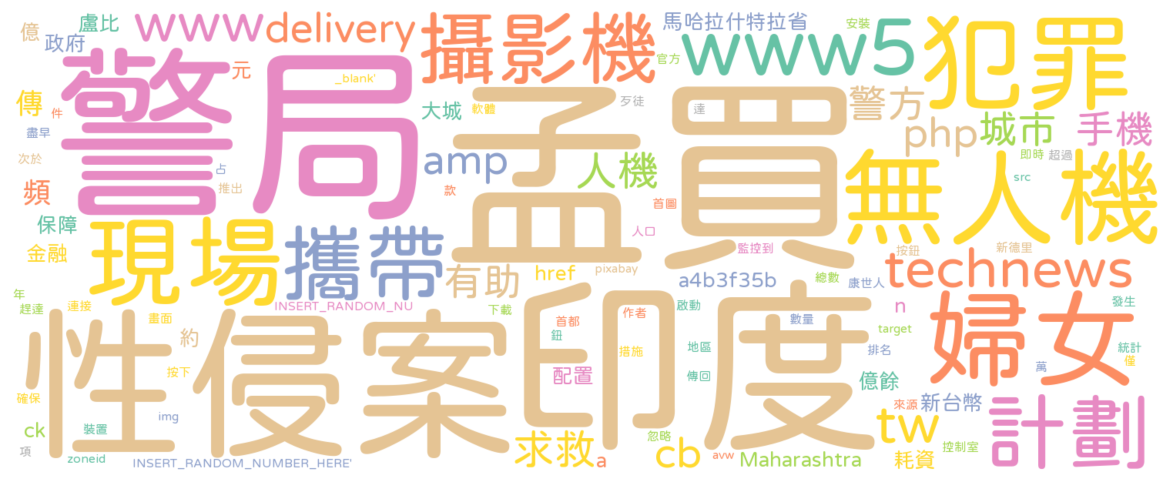 億
盧比
www
delivery
攝影機
馬哈拉什特拉省
安裝
政府
www5
犯罪
官方
元
_blank'
警局
孟買
傳
件
大城
軟體
歹徒
達
警方
php
城市
手機
盡早
次於
占
推出
amp
人機
即時
超過
無人機
src
頻
款
首圖
保障
現場
攜帶
人口
監控到
按鈕
新德里
金融
有助
href
pixabay
a4b3f35b
總數
康世人
technews
年
趕達
連接
INSERT_RANDOM_NU
下載
啟動
n
發生
畫面
性侵案
印度
首都
作者
數量
target
婦女
約
鈕
措施
地區
排名
統計
僅
按下
配置
傳回
萬
億餘
確保
img
來源
新台幣
計劃
ck
裝置
求救
忽略
tw
項
zoneid
INSERT_RANDOM_NUMBER_HERE'
a
cb
avw
Maharashtra
控制室
耗資